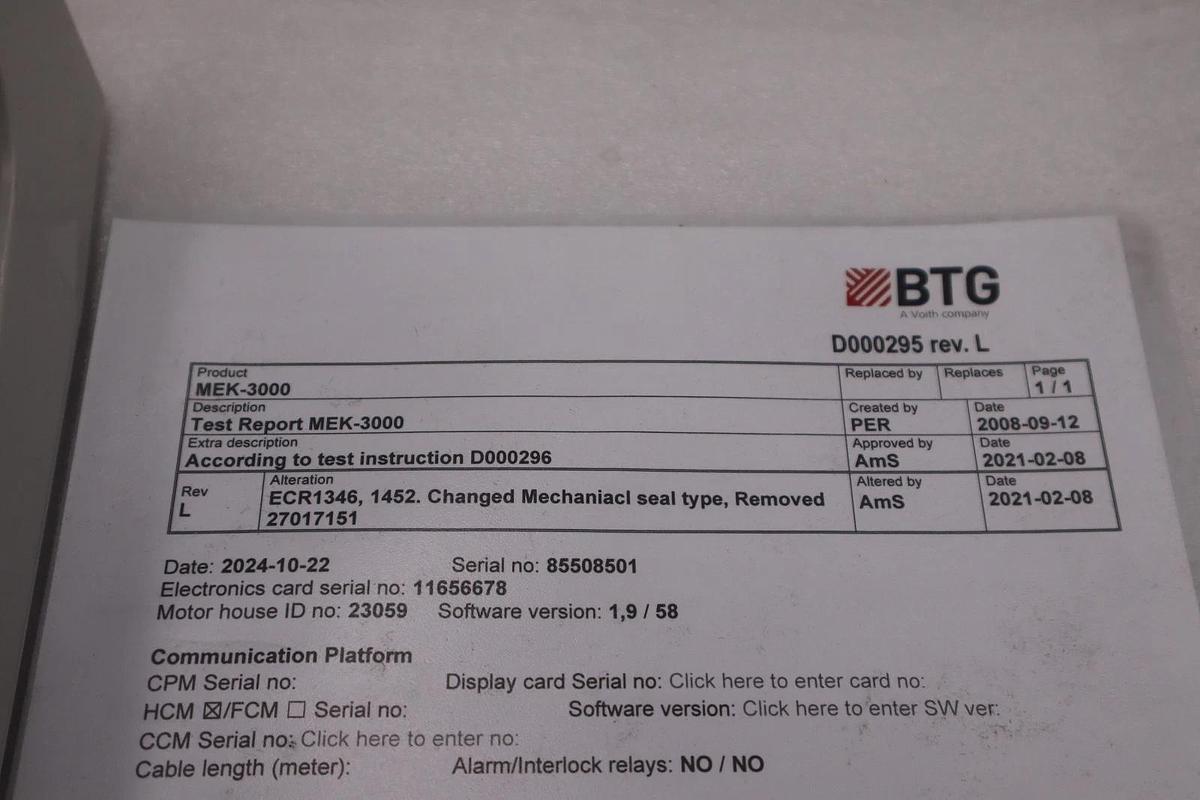 BTG
A Voith company
D000295 rev. L
Product
MEK-3000
Replaced by
Replaces
Page
1 / 1
Description
Test Report MEK-3000
Created by
PER
Date
2008-09-12
Extra description
According to test instruction D000296
Approved by
AmS
Date
2021-02-08
Rev
L
Alteration
ECR1346, 1452. Changed Mechaniacl seal type, Removed
27017151
Altered by
AmS
Date
2021-02-08
Date: 2024-10-22 Serial no: 85508501
Electronics card serial no: 11656678
Motor house ID no: 23059 Software version: 1,9 / 58
Communication Platform
CPM Serial no: Display card Serial no: Click here to enter card no:
HCM ☒/FCM ☐ Serial no: Software version: Click here to enter SW ver:
CCM Serial no: Click here to enter no:
Cable length (meter): Alarm/Interlock relays: NO / NO